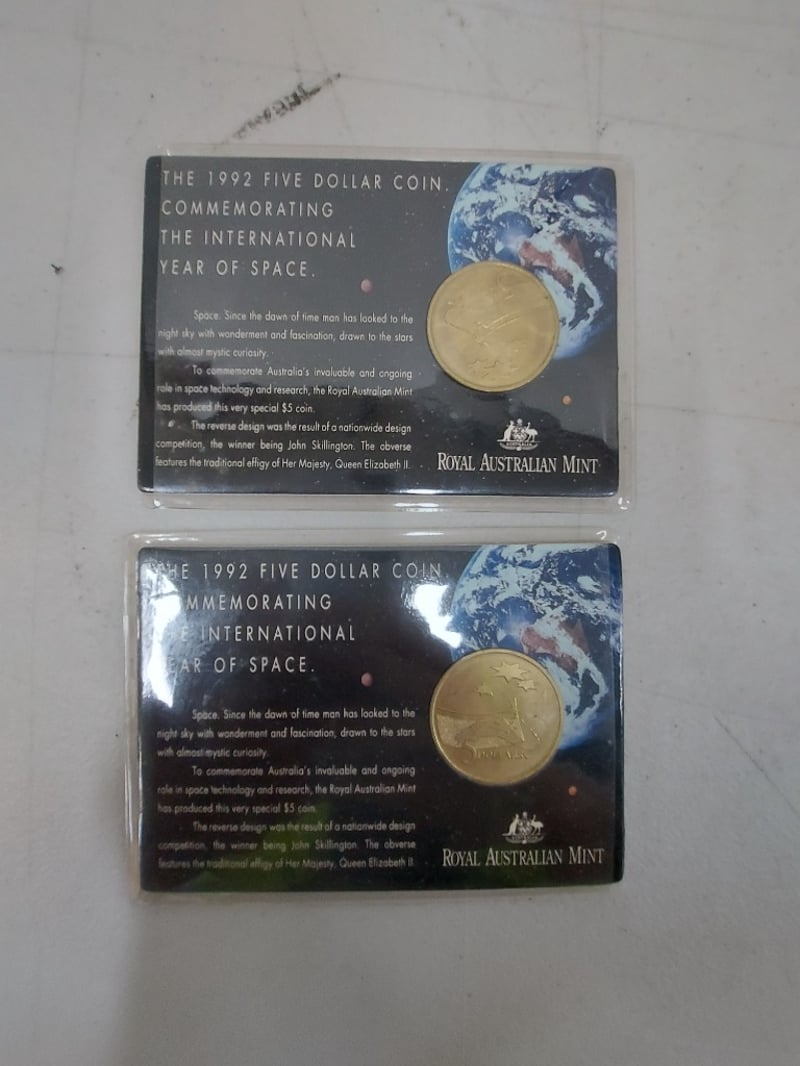 THE 1992 FIVE DOLLAR COIN.
COMMEMORATING
THE INTERNATIONAL
YEAR OF SPACE.
Space. Since the dawn of time man has looked to the
night sky with wonderment and fascination, drawn to the stars
with almost mystic curiosity.
To commemorate Australia's invaluable and ongoing
role in space technology and research, the Royal Australian Mint
has produced this very special $5 coin.
The reverse design was the result of a nationwide design
competition, the winner being John Skillington. The obverse
features the traditional effigy of Her Majesty, Queen Elizabeth II.
AUSTRALIA
ROYAL AUSTRALIAN MINT
THE 1992 FIVE DOLLAR COIN
COMMEMORATING
THE INTERNATIONAL
YEAR OF SPACE.
Space. Since the dawn of time man has looked to the
night sky with wonderment and fascination, drawn to the stars
with almost mystic curiosity.
To commemorate Australia's invaluable and ongoing
role in space technology and research, the Royal Australian Mint
has produced this very special $5 coin.
The reverse design was the result of a nationwide design
competition, the winner being John Skillington. The obverse
features the traditional effigy of Her Majesty, Queen Elizabeth II.
5 DOLLARS
ROYAL AUSTRALIAN MINT